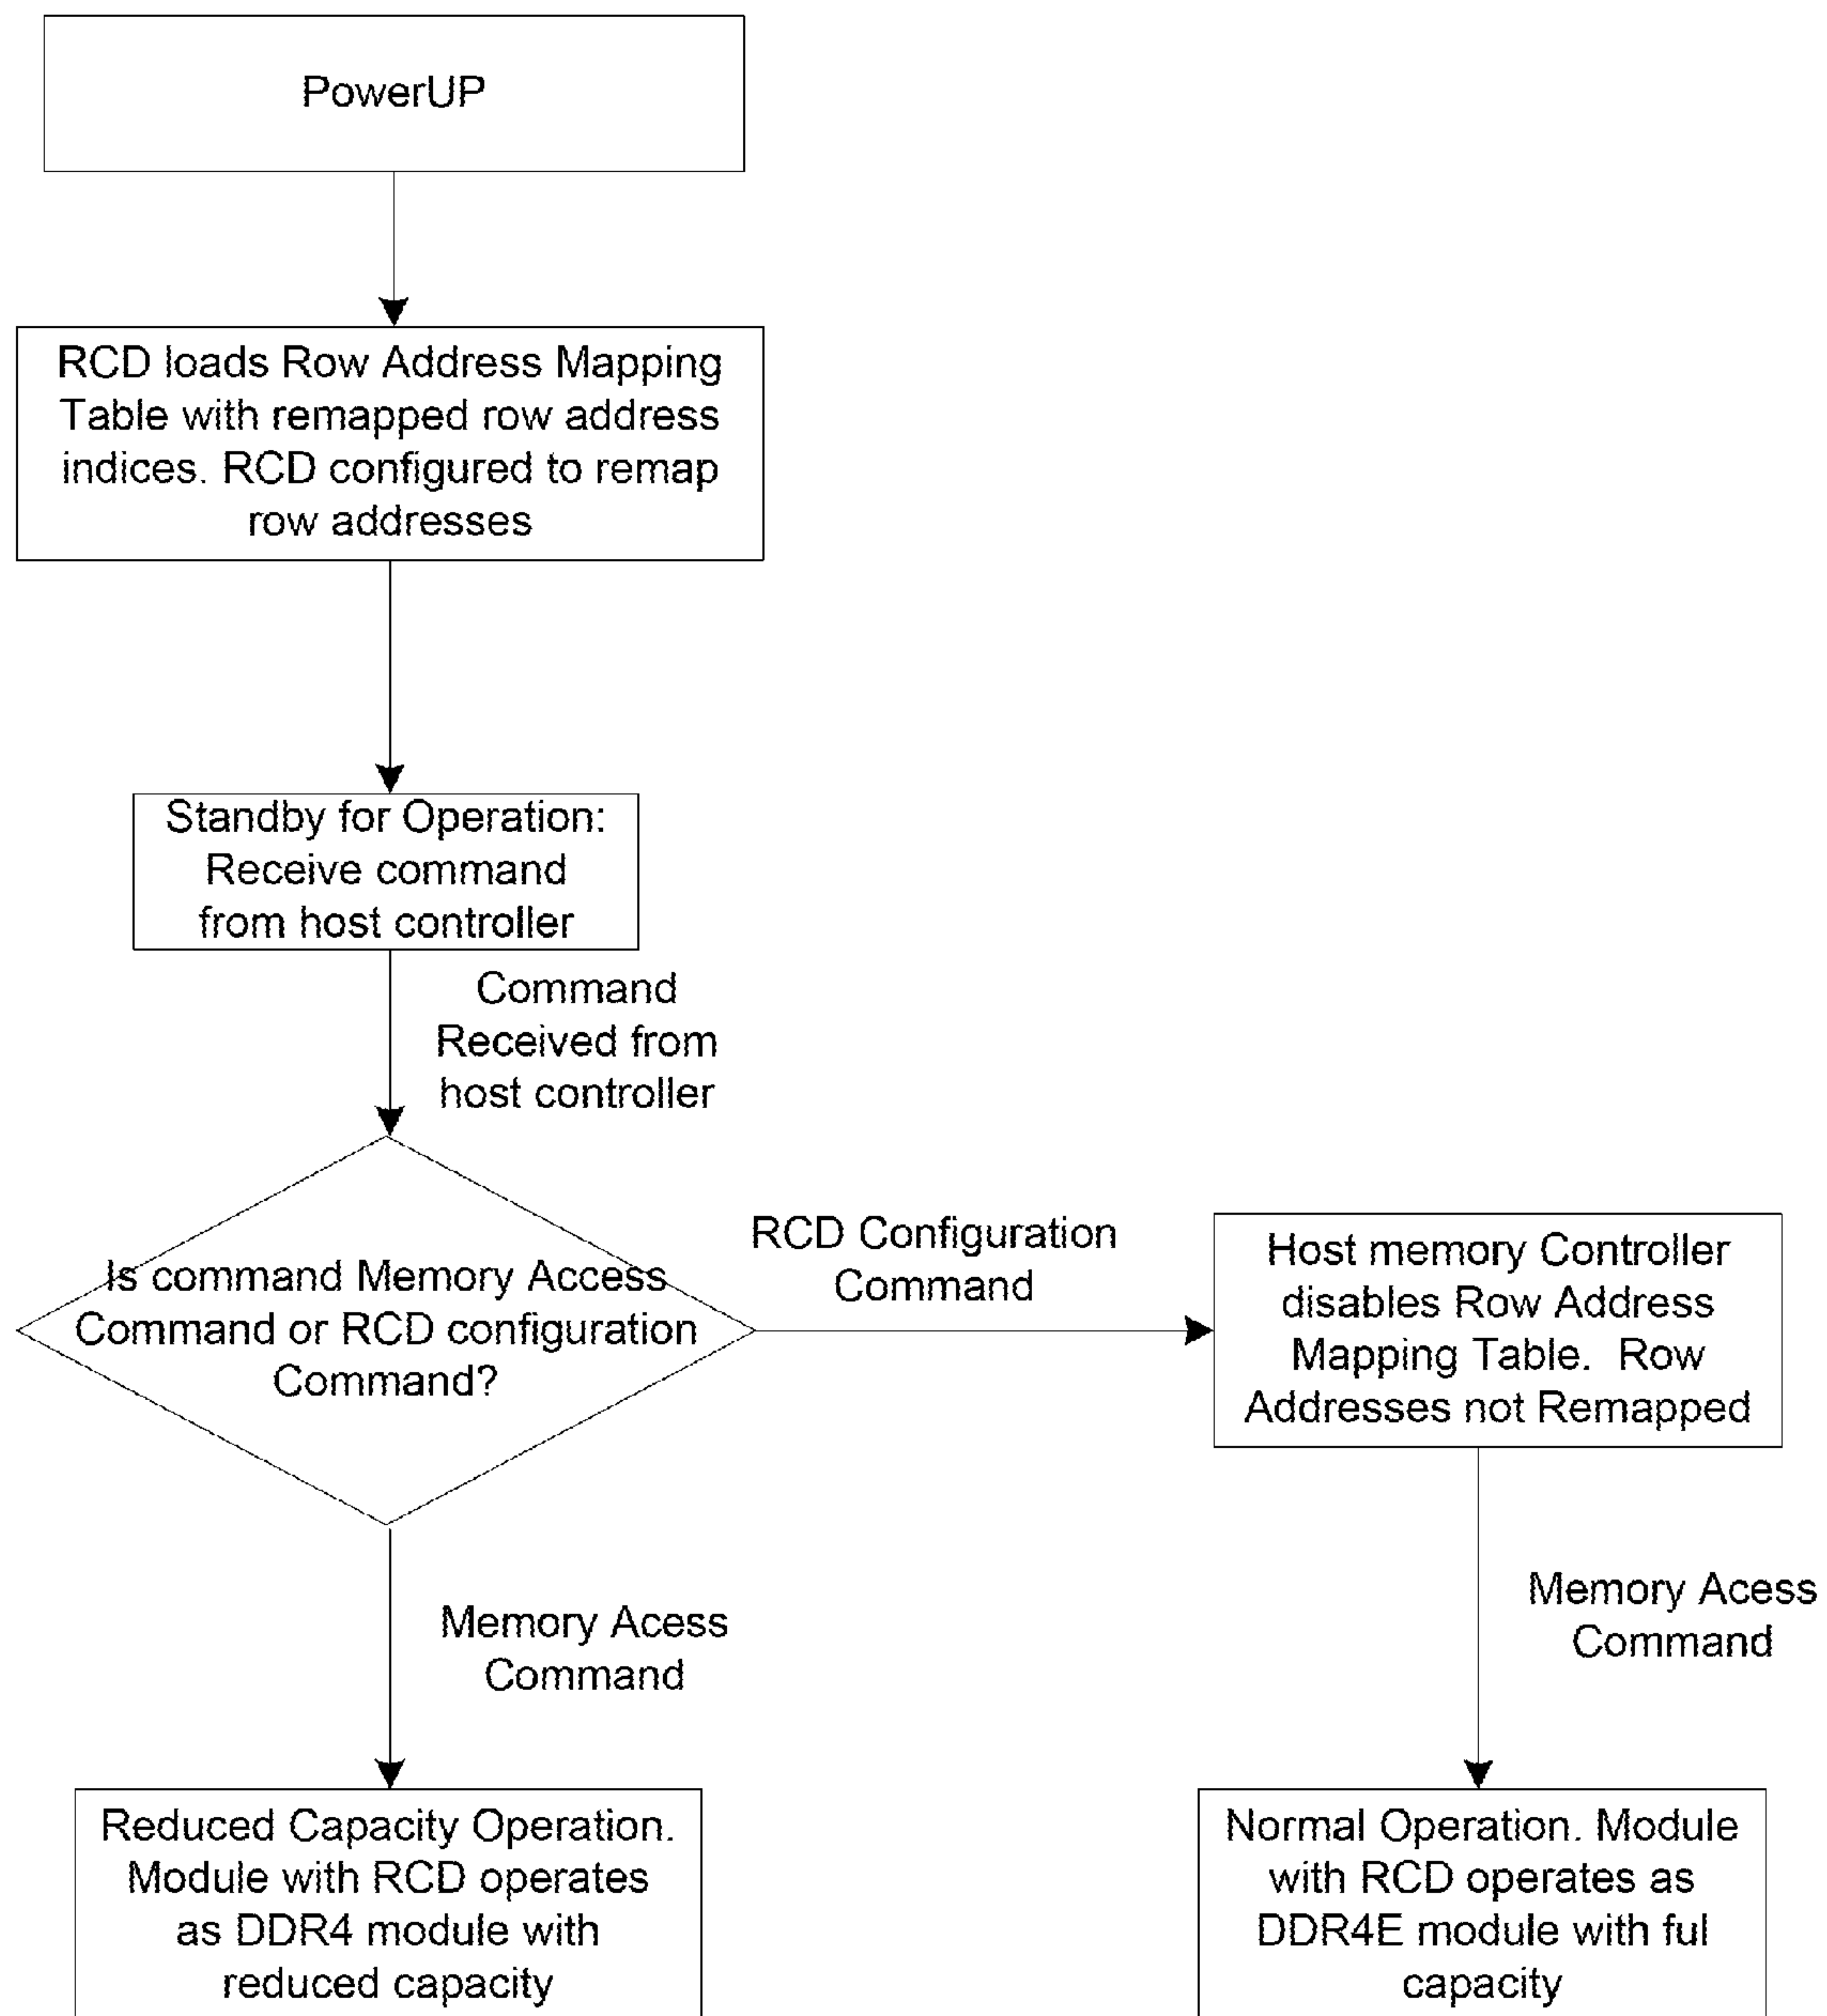 PowerUP
RCD loads Row Address Mapping
Table with remapped row address
indices. RCD configured to remap
row addresses
Standby for Operation:
Receive command
from host controller
Command
Received from
host controller
Is command Memory Access
Command or RCD configuration
Command?
RCD Configuration
Command
Host memory Controller
disables Row Address
Mapping Table. Row
Addresses not Remapped
Memory Acess
Command
Memory Acess
Command
Reduced Capacity Operation.
Module with RCD operates
as DDR4 module with
reduced capacity
Normal Operation. Module
with RCD operates as
DDR4E module with ful
capacity